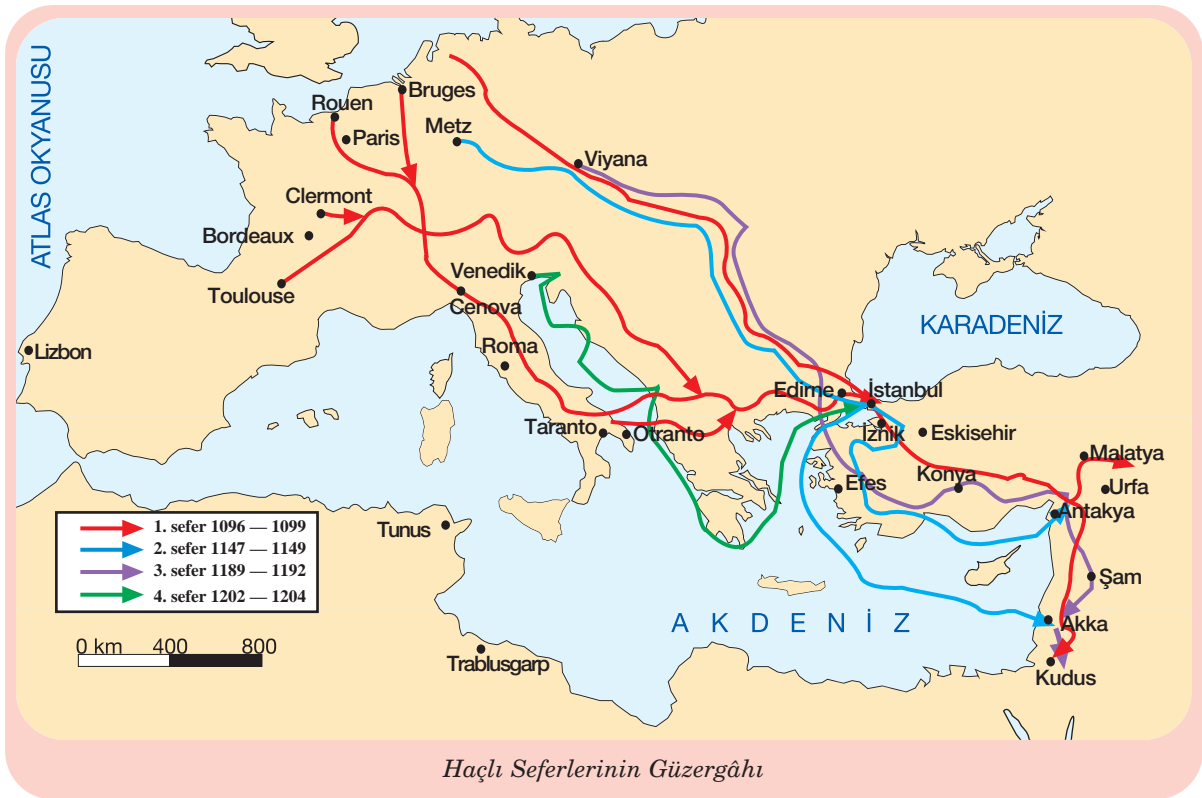 ATLAS OKYANUSU
Bruges
Rouen
Paris
Metz
Viyana
Clermont
Bordeaux
Toulouse
Venedik
Cenova
KARADENİZ
Lizbon
Roma
Edirne
İstanbul
Taranto
Otranto
İznik
Eskisehir
Malatya
Konya
Efes
Urfa
Antakya
Tunus
1. sefer 1096 — 1099
2. sefer 1147 — 1149
3. sefer 1189 — 1192
4. sefer 1202 — 1204
Şam
AKDENİZ
Akka
0 km 400 800
Trablusgarp
Kudus
Haçlı Seferlerinin Güzergâhı